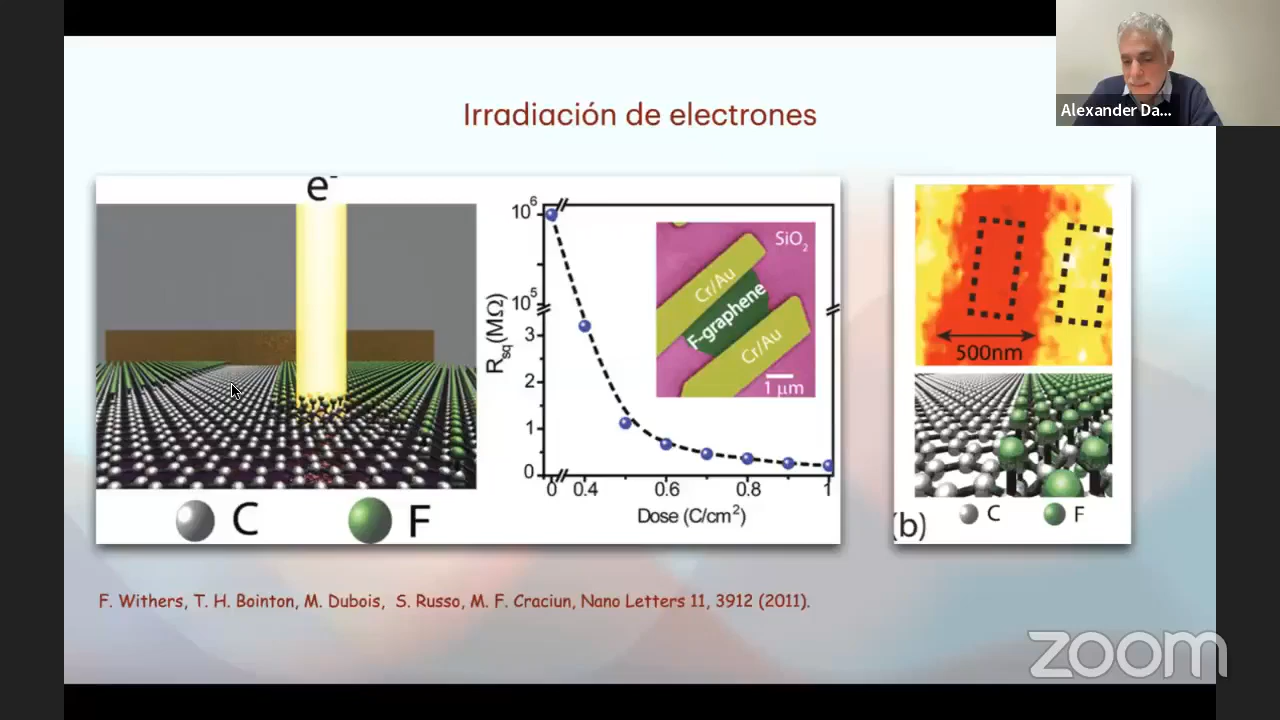 Alexander Da...
Irradiación de electrones
e⁻
C F
10⁶
10⁵
3
2
1
0
R_sq(MΩ)
0 0.4 0.6 0.8 1
Dose (C/cm²)
SiO₂
Cr/Au
F-graphene
Cr/Au
1 μm
500nm
C F
(b)
F. Withers, T. H. Bointon, M. Dubois, S. Russo, M. F. Craciun, Nano Letters 11, 3912 (2011).
zoom